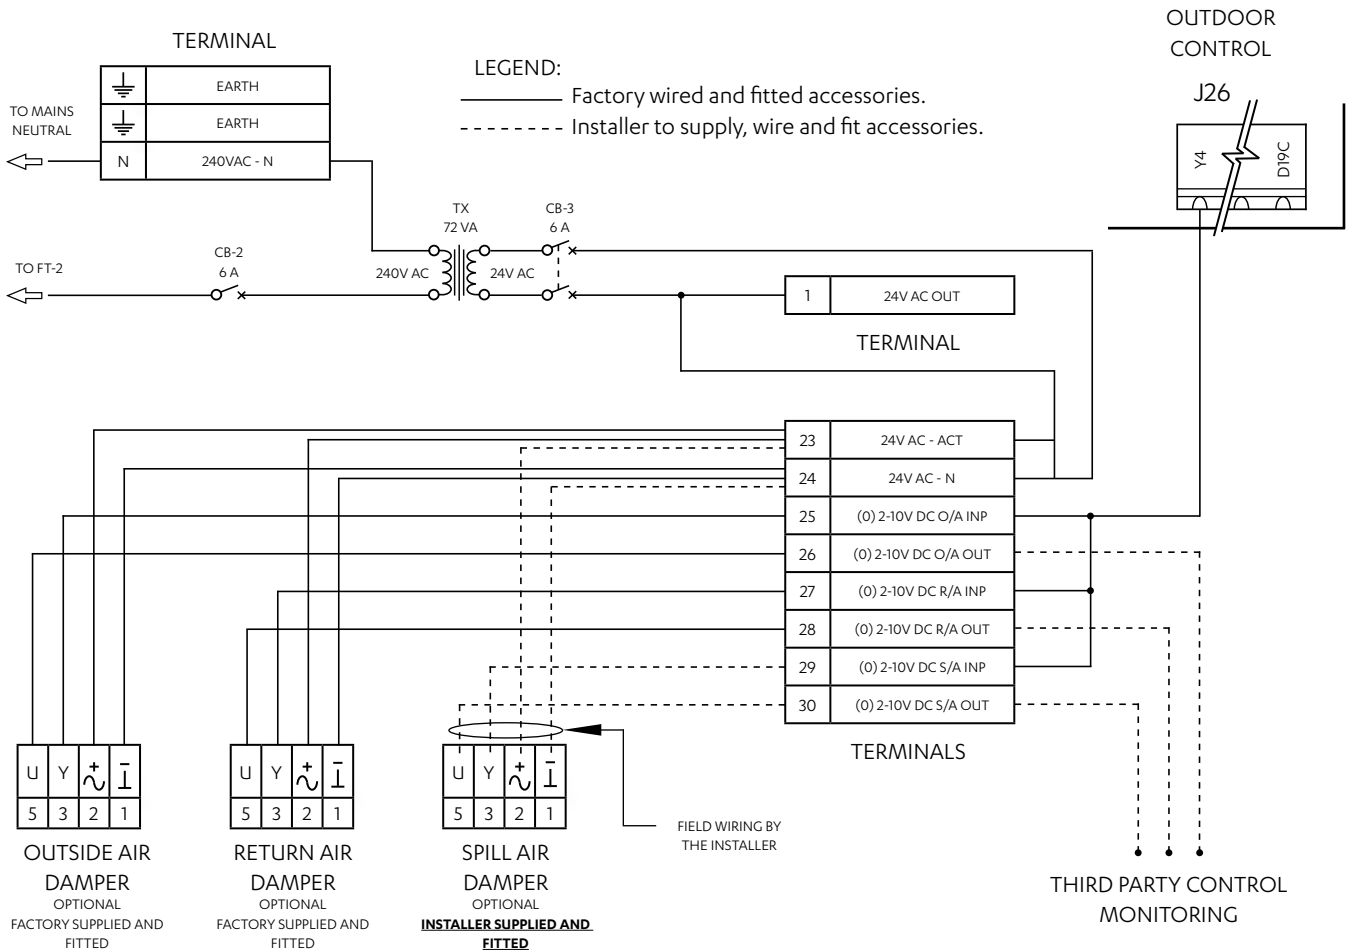 OUTDOOR
CONTROL
J26
Y4
D19C
TERMINAL
EARTH
EARTH
N 240VAC - N
TO MAINS
NEUTRAL
LEGEND:
Factory wired and fitted accessories.
Installer to supply, wire and fit accessories.
TX
72 VA
CB-3
6 A
CB-2
6 A
TO FT-2
240V AC
24V AC
1 24V AC OUT
TERMINAL
23 24V AC - ACT
24 24V AC - N
25 (0) 2-10V DC O/A INP
26 (0) 2-10V DC O/A OUT
27 (0) 2-10V DC R/A INP
28 (0) 2-10V DC R/A OUT
29 (0) 2-10V DC S/A INP
30 (0) 2-10V DC S/A OUT
TERMINALS
U Y
5 3 2 1
OUTSIDE AIR
DAMPER
OPTIONAL
FACTORY SUPPLIED AND
FITTED
U Y
5 3 2 1
RETURN AIR
DAMPER
OPTIONAL
FACTORY SUPPLIED AND
FITTED
U Y
5 3 2 1
SPILL AIR
DAMPER
OPTIONAL
INSTALLER SUPPLIED AND
FITTED
FIELD WIRING BY
THE INSTALLER
THIRD PARTY CONTROL
MONITORING